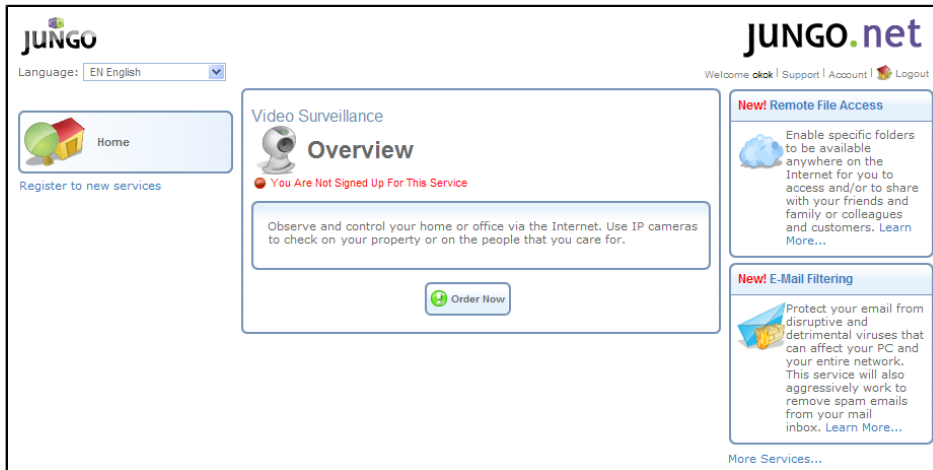 JUNGO
JUNGO.net
Language: EN English
Welcome okok | Support | Account | Logout
Home
Register to new services
Video Surveillance
Overview
You Are Not Signed Up For This Service
Observe and control your home or office via the Internet. Use IP cameras
to check on your property or on the people that you care for.
Order Now
New! Remote File Access
Enable specific folders
to be available
anywhere on the
Internet for you to
access and/or to share
with your friends and
family or colleagues
and customers. Learn
More...
New! E-Mail Filtering
Protect your email from
disruptive and
detrimental viruses that
can affect your PC and
your entire network.
This service will also
aggressively work to
remove spam emails
from your mail
inbox. Learn More...
More Services...